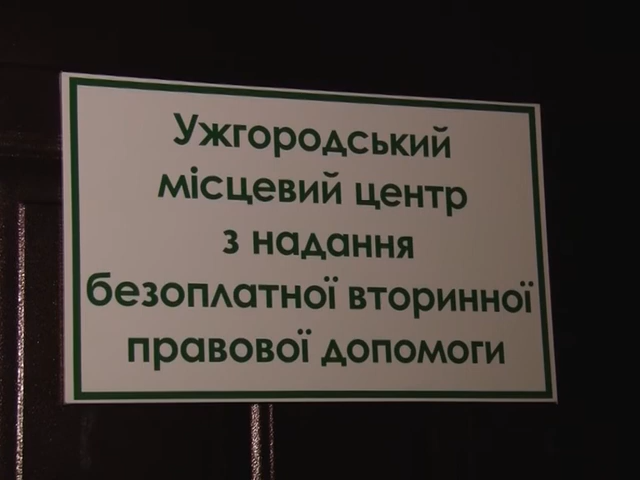 Ужгородський
місцевий центр
з надання
безоплатної вторинної
правової допомоги